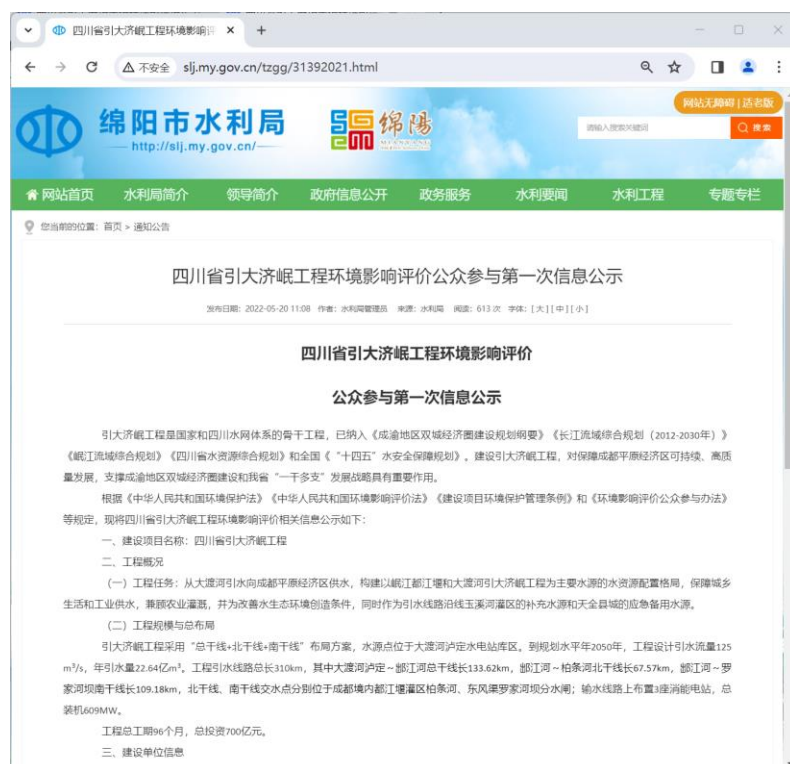 四川省引大济岷工程环境影响评
不安全 slj.my.gov.cn/tzgg/31392021.html
网站无障碍 | 适老版
绵阳市水利局
http://slj.my.gov.cn/
绵阳
请输入搜索关键词
搜索
网站首页 水利局简介 领导简介 政府信息公开 政务服务 水利要闻 水利工程 专题专栏
您当前的位置：首页 > 通知公告
四川省引大济岷工程环境影响评价公众参与第一次信息公示
发布日期：2022-05-20 11:08 作者：水利局管理员 来源：水利局 阅读：613 次 字体：[ 大 ] [ 中 ] [ 小 ]
四川省引大济岷工程环境影响评价
公众参与第一次信息公示
引大济岷工程是国家和四川水网体系的骨干工程，已纳入《成渝地区双城经济圈建设规划纲要》《长江流域综合规划（2012-2030年）》
《岷江流域综合规划》《四川省水资源综合规划》和全国《“十四五”水安全保障规划》。建设引大济岷工程，对保障成都平原经济区可持续、高质
量发展，支撑成渝地区双城经济圈建设和我省“一干多支”发展战略具有重要作用。
根据《中华人民共和国环境保护法》《中华人民共和国环境影响评价法》《建设项目环境保护管理条例》和《环境影响评价公众参与办法》
等规定，现将四川省引大济岷工程环境影响评价相关信息公示如下：
一、建设项目名称：四川省引大济岷工程
二、工程概况
（一）工程任务：从大渡河引水向成都平原经济区供水，构建以岷江都江堰和大渡河引大济岷工程为主要水源的水资源配置格局，保障城乡
生活和工业供水，兼顾农业灌溉，并为改善水生态环境创造条件，同时作为引水线路沿线玉溪河灌区的补充水源和天全县城的应急备用水源。
（二）工程规模与总布局
引大济岷工程采用“总干线+北干线+南干线”布局方案，水源点位于大渡河泸定水电站库区。到规划水平年2050年，工程设计引水流量125
m³/s，年引水量22.64亿m³。工程引水线路总长310km，其中大渡河泸定～䢺江河总干线长133.62km，䢺江河～柏条河北干线长67.57km，䢺江河～罗
家河坝南干线长109.18km，北干线、南干线交水点分别位于成都境内都江堰灌区柏条河、东风渠罗家河坝分水闸；输水线路上布置3座消能电站，总
装机609MW。
工程总工期96个月，总投资700亿元。
三、建设单位信息